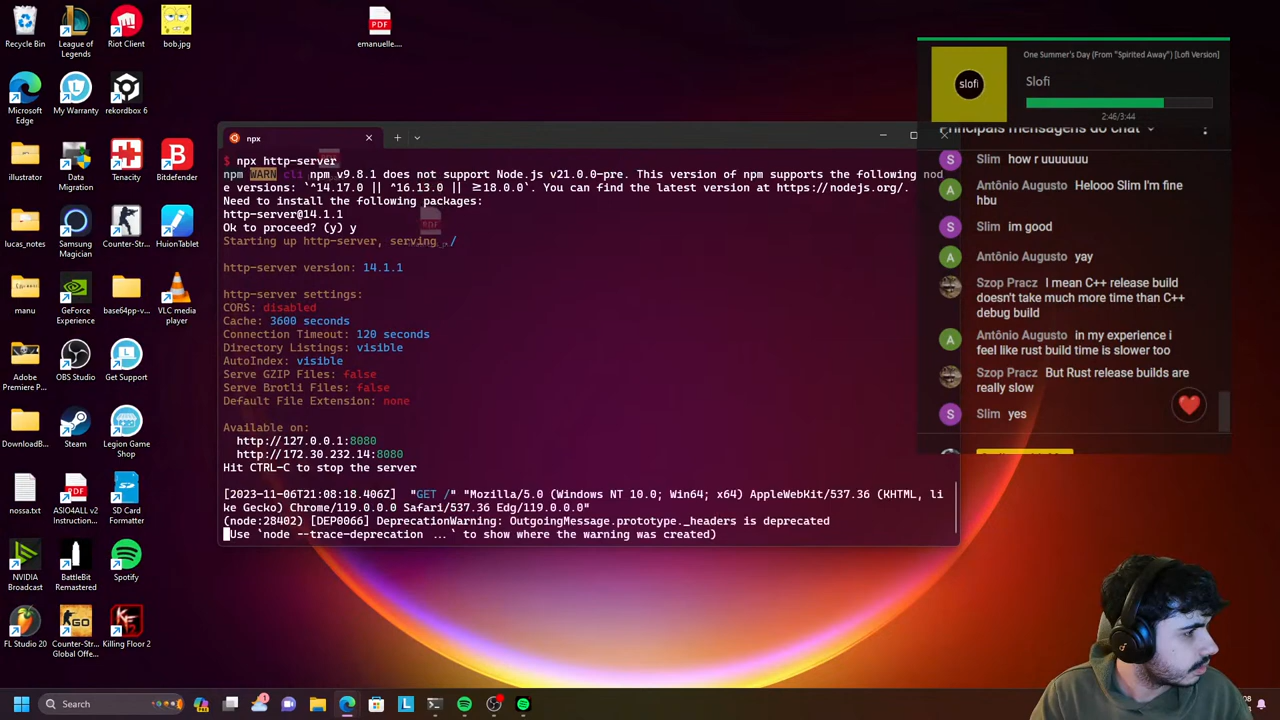 Recycle Bin
League of
Legends
Riot Client
bob.jpg
PDF
emanuelle....
Microsoft
Edge
My Warranty
rekordbox 6
illustrator
Data
Migration
Tenacity
Bitdefender
lucas_notes
Samsung
Magician
Counter-Str...
HuionTablet
manu
GeForce
Experience
base64pp-v...
VLC media
player
Adobe
Premiere P...
OBS Studio
Get Support
DownloadB...
Steam
Legion Game
Shop
nossa.txt
PDF
ASIO4ALL v2
Instruction...
SD Card
Formatter
NVIDIA
Broadcast
BattleBit
Remastered
Spotify
FL Studio 20
Counter-Str...
Global Offe...
Killing Floor 2
npx
$ npx http-server
npm WARN cli npm v9.8.1 does not support Node.js v21.0.0-pre. This version of npm supports the following nod
e versions: `^14.17.0 || ^16.13.0 || ≥18.0.0`. You can find the latest version at https://nodejs.org/.
Need to install the following packages:
http-server@14.1.1
Ok to proceed? (y) y
Starting up http-server, serving ./
http-server version: 14.1.1
http-server settings:
CORS: disabled
Cache: 3600 seconds
Connection Timeout: 120 seconds
Directory Listings: visible
AutoIndex: visible
Serve GZIP Files: false
Serve Brotli Files: false
Default File Extension: none
Available on:
http://127.0.0.1:8080
http://172.30.232.14:8080
Hit CTRL-C to stop the server
[2023-11-06T21:08:18.406Z]  "GET /" "Mozilla/5.0 (Windows NT 10.0; Win64; x64) AppleWebKit/537.36 (KHTML, li
ke Gecko) Chrome/119.0.0.0 Safari/537.36 Edg/119.0.0.0"
(node:28402) [DEP0066] DeprecationWarning: OutgoingMessage.prototype._headers is deprecated
(Use `node --trace-deprecation ...` to show where the warning was created)
One Summer's Day (From "Spirited Away") [Lofi Version]
slofi
Slofi
2:46/3:44
Principais mensagens do chat
Slim how r uuuuuu
Antônio Augusto Helooo Slim I'm fine
hbu
Slim im good
Antônio Augusto yay
Szop Pracz I mean C++ release build
doesn't take much more time than C++
debug build
Antônio Augusto in my experience i
feel like rust build time is slower too
Szop Pracz But Rust release builds are
really slow
Slim yes
Search